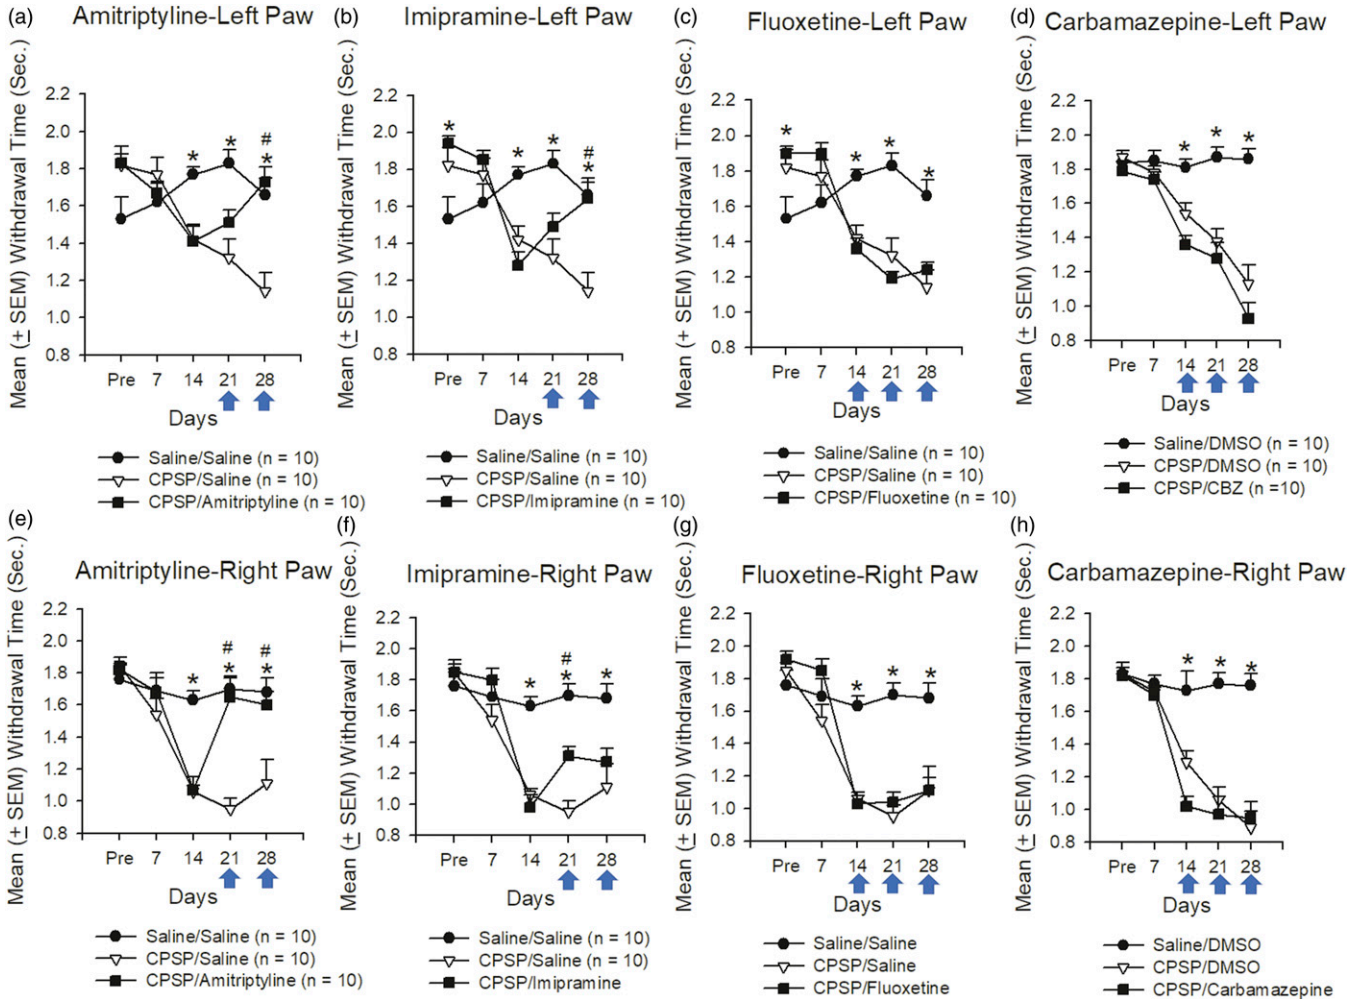 (a) Amitriptyline-Left Paw
Mean (± SEM) Withdrawal Time (Sec.)
2.2
2.0
1.8
1.6
1.4
1.2
1.0
0.8
* * # *
Pre 7 14 21 28
Days
Saline/Saline (n = 10)
CPSP/Saline (n = 10)
CPSP/Amitriptyline (n = 10)
(b) Imipramine-Left Paw
Mean (± SEM) Withdrawal Time (Sec.)
2.2
2.0
1.8
1.6
1.4
1.2
1.0
0.8
* * * # *
Pre 7 14 21 28
Days
Saline/Saline (n = 10)
CPSP/Saline (n = 10)
CPSP/Imipramine (n = 10)
(c) Fluoxetine-Left Paw
Mean (± SEM) Withdrawal Time (Sec.)
2.2
2.0
1.8
1.6
1.4
1.2
1.0
0.8
* * * *
Pre 7 14 21 28
Days
Saline/Saline (n = 10)
CPSP/Saline (n = 10)
CPSP/Fluoxetine (n = 10)
(d) Carbamazepine-Left Paw
Mean (± SEM) Withdrawal Time (Sec.)
2.2
2.0
1.8
1.6
1.4
1.2
1.0
0.8
* * *
Pre 7 14 21 28
Days
Saline/DMSO (n = 10)
CPSP/DMSO (n = 10)
CPSP/CBZ (n =10)
(e) Amitriptyline-Right Paw
Mean (± SEM) Withdrawal Time (Sec.)
2.2
2.0
1.8
1.6
1.4
1.2
1.0
0.8
* # * # *
Pre 7 14 21 28
Days
Saline/Saline (n = 10)
CPSP/Saline (n = 10)
CPSP/Amitriptyline (n = 10)
(f) Imipramine-Right Paw
Mean (± SEM) Withdrawal Time (Sec.)
2.2
2.0
1.8
1.6
1.4
1.2
1.0
0.8
* # * *
Pre 7 14 21 28
Days
Saline/Saline (n = 10)
CPSP/Saline (n = 10)
CPSP/Imipramine
(g) Fluoxetine-Right Paw
Mean (± SEM) Withdrawal Time (Sec.)
2.2
2.0
1.8
1.6
1.4
1.2
1.0
0.8
* * *
Pre 7 14 21 28
Days
Saline/Saline
CPSP/Saline
CPSP/Fluoxetine
(h) Carbamazepine-Right Paw
Mean (± SEM) Withdrawal Time (Sec.)
2.2
2.0
1.8
1.6
1.4
1.2
1.0
0.8
* * *
Pre 7 14 21 28
Days
Saline/DMSO
CPSP/DMSO
CPSP/Carbamazepine